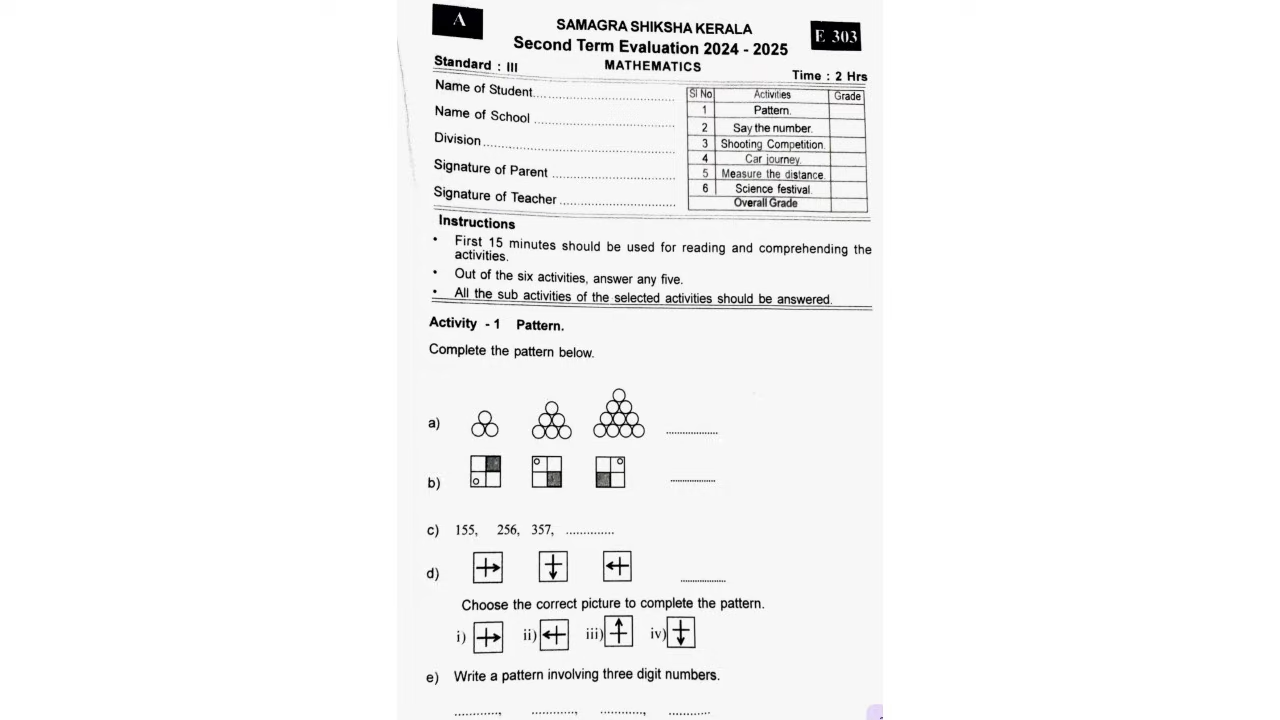 A
SAMAGRA SHIKSHA KERALA
E 303
Second Term Evaluation 2024 - 2025
Standard : III
MATHEMATICS
Time : 2 Hrs
Name of Student..............................
Name of School ..............................
Division........................................
Signature of Parent ..........................
Signature of Teacher ........................
Sl No Activities Grade
1 Pattern.
2 Say the number.
3 Shooting Competition.
4 Car journey.
5 Measure the distance.
6 Science festival.
Overall Grade
Instructions
• First 15 minutes should be used for reading and comprehending the
activities.
• Out of the six activities, answer any five.
• All the sub activities of the selected activities should be answered.
Activity - 1 Pattern.
Complete the pattern below.
a) ..................
b) ..................
c) 155, 256, 357, ..............
d) ..................
Choose the correct picture to complete the pattern.
i) ii) iii) iv)
e) Write a pattern involving three digit numbers.
............, ............, ............, ............